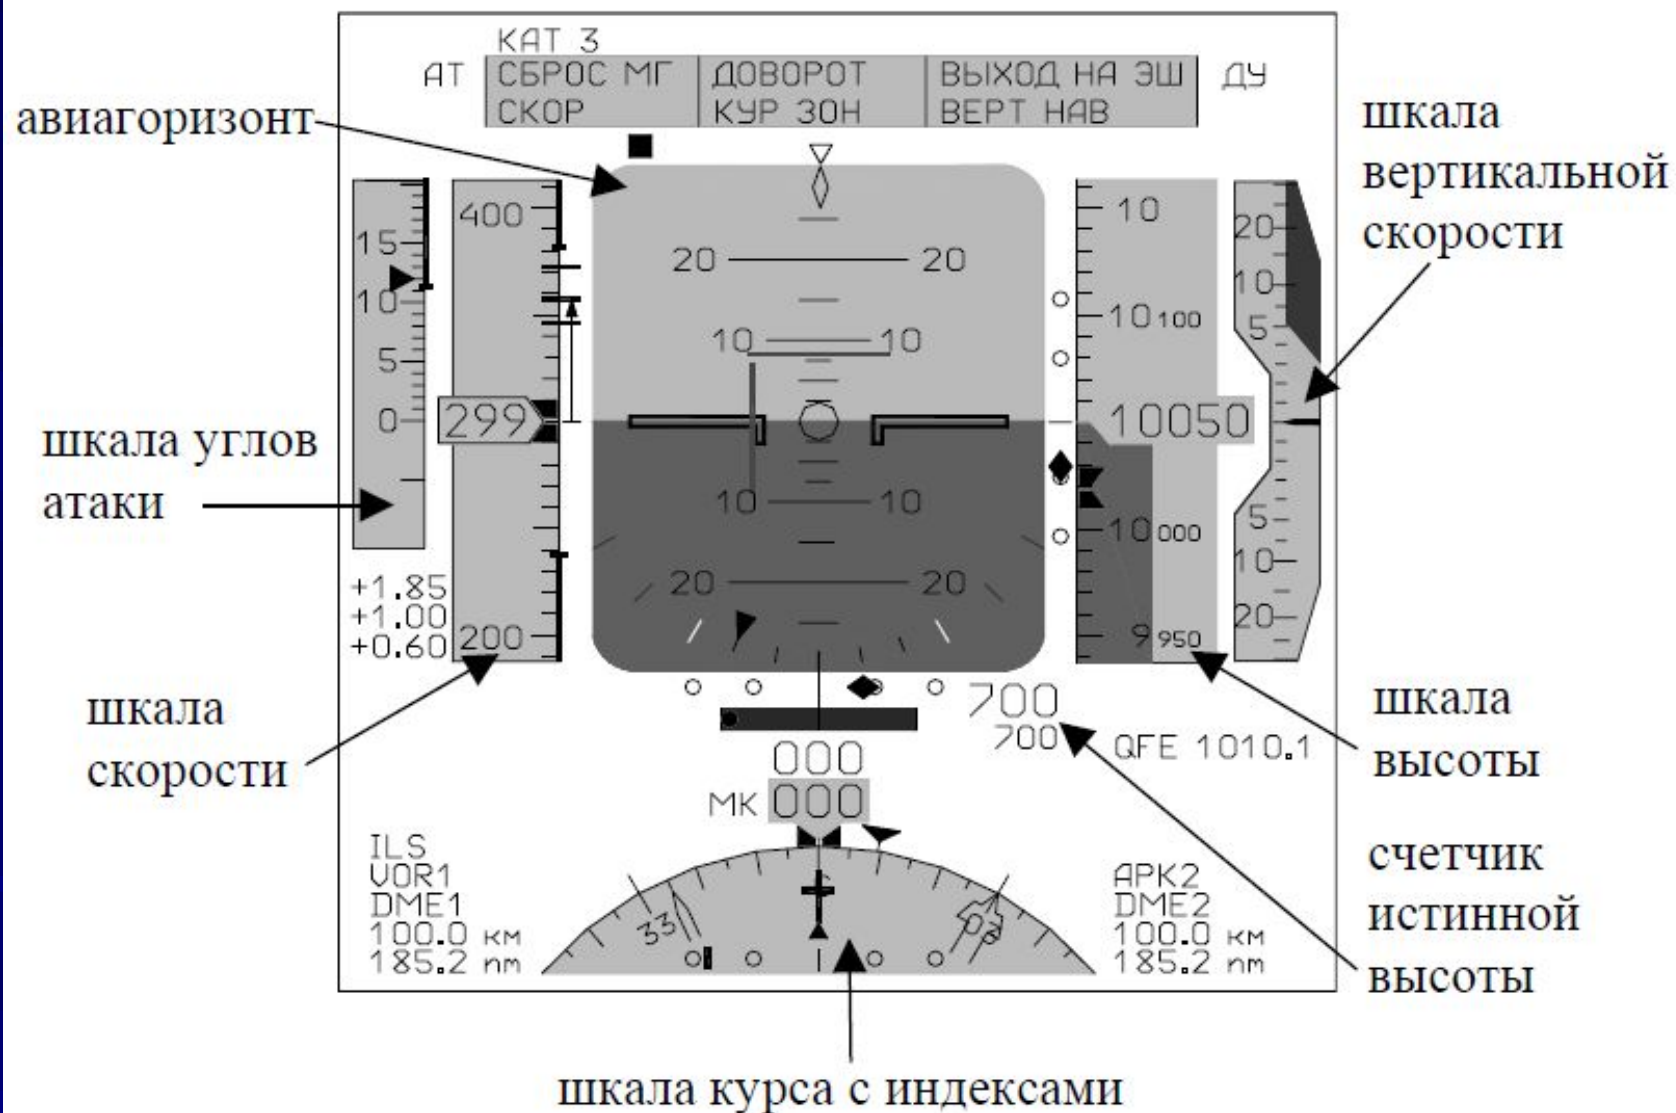 КАТ 3
АТ СБРОС МГ ДОВОРОТ ВЫХОД НА ЭШ ДУ
СКОР КУР ЗОН ВЕРТ НАВ
авиагоризонт
шкала
вертикальной
скорости
шкала углов
атаки
шкала
скорости
шкала
высоты
счетчик
истинной
высоты
шкала курса с индексами
15
10
5
0
+1.85
+1.00
+0.60
400
299
200
20 20
10 10
10 10
20 20
10
10 100
10050
10 000
9 950
20
10
5
5
10
20
700
700
QFE 1010.1
000
МК 000
33
03
ILS
VOR1
DME1
100.0 км
185.2 nm
АРК2
DME2
100.0 км
185.2 nm